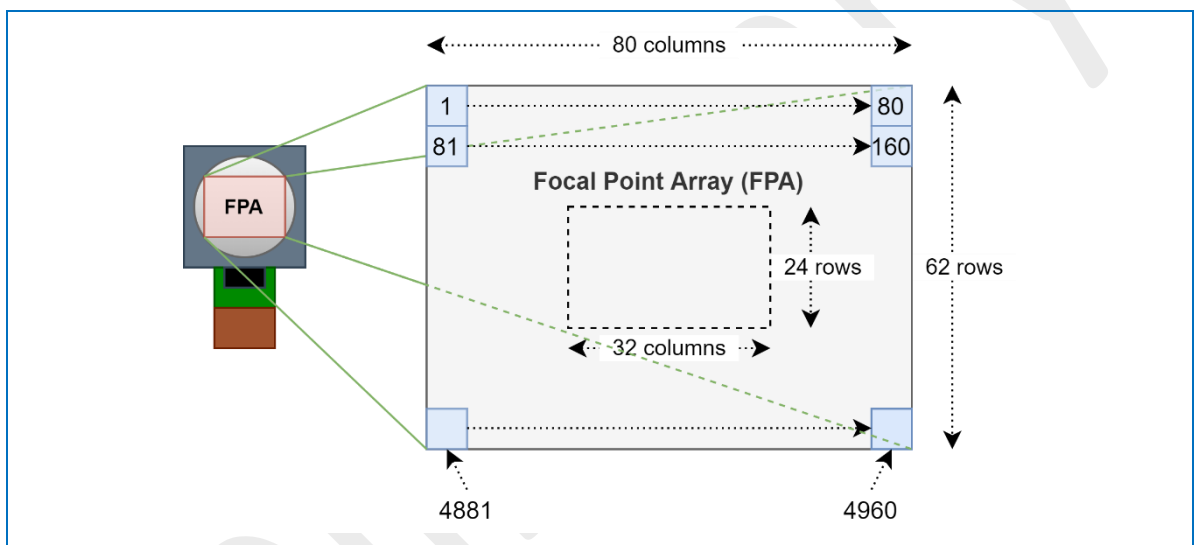 80 columns
1
80
81
160
Focal Point Array (FPA)
FPA
24 rows
62 rows
32 columns
4881
4960